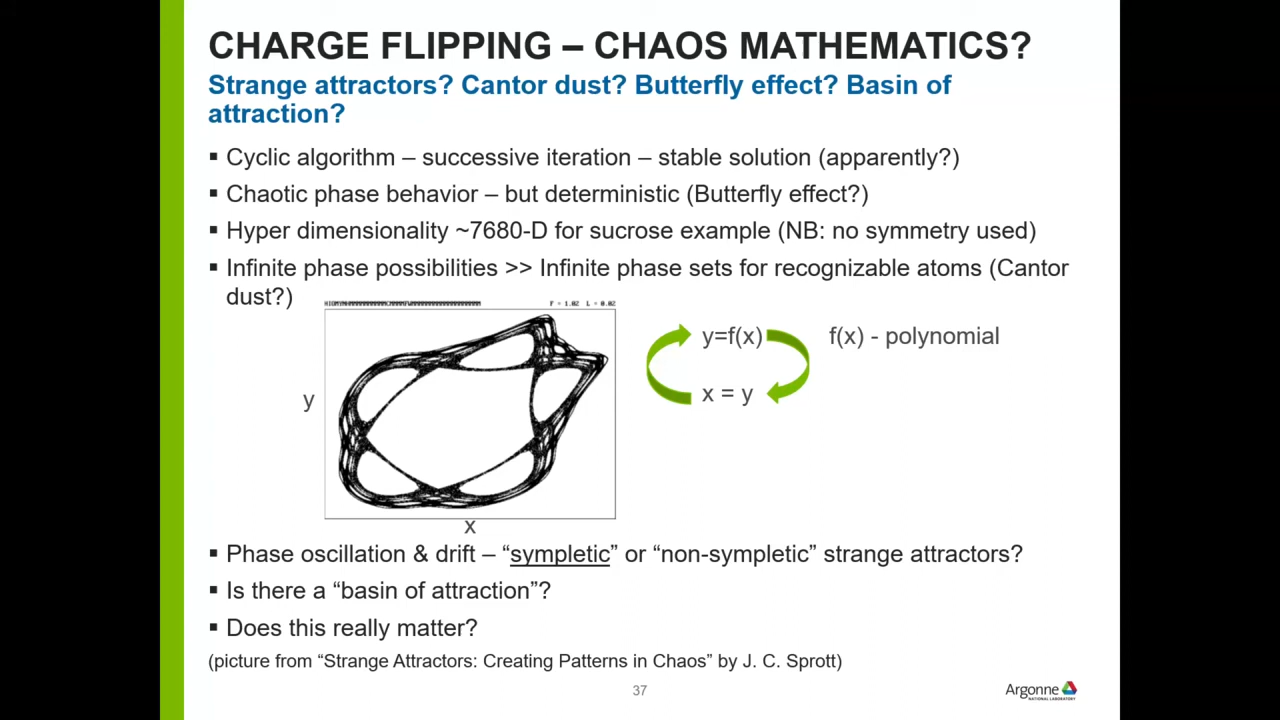 CHARGE FLIPPING – CHAOS MATHEMATICS?
Strange attractors? Cantor dust? Butterfly effect? Basin of
attraction?
▪ Cyclic algorithm – successive iteration – stable solution (apparently?)
▪ Chaotic phase behavior – but deterministic (Butterfly effect?)
▪ Hyper dimensionality ~7680-D for sucrose example (NB: no symmetry used)
▪ Infinite phase possibilities >> Infinite phase sets for recognizable atoms (Cantor
dust?)
F = 1.02 L = 0.02
y=f(x)
f(x) - polynomial
x = y
y
x
▪ Phase oscillation & drift – “sympletic” or “non-sympletic” strange attractors?
▪ Is there a “basin of attraction”?
▪ Does this really matter?
(picture from “Strange Attractors: Creating Patterns in Chaos” by J. C. Sprott)
37
Argonne
NATIONAL LABORATORY